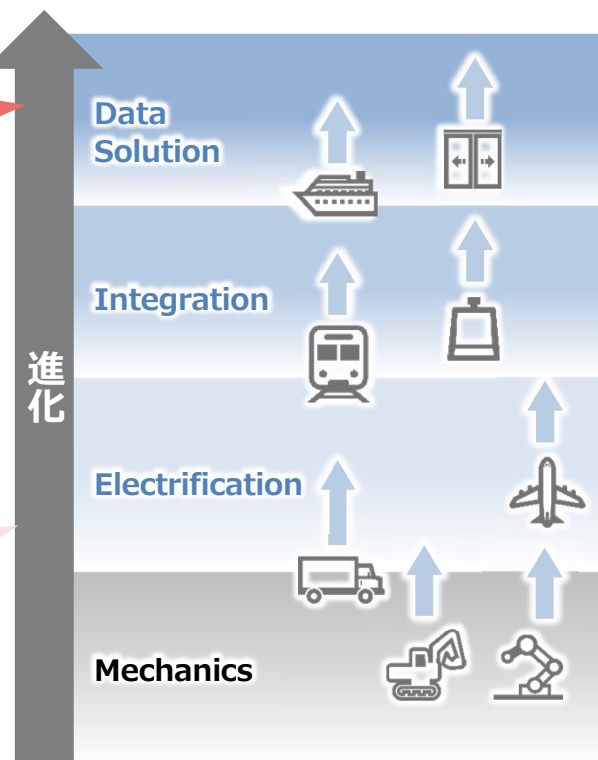 Data
Solution
Integration
進化
Electrification
Mechanics